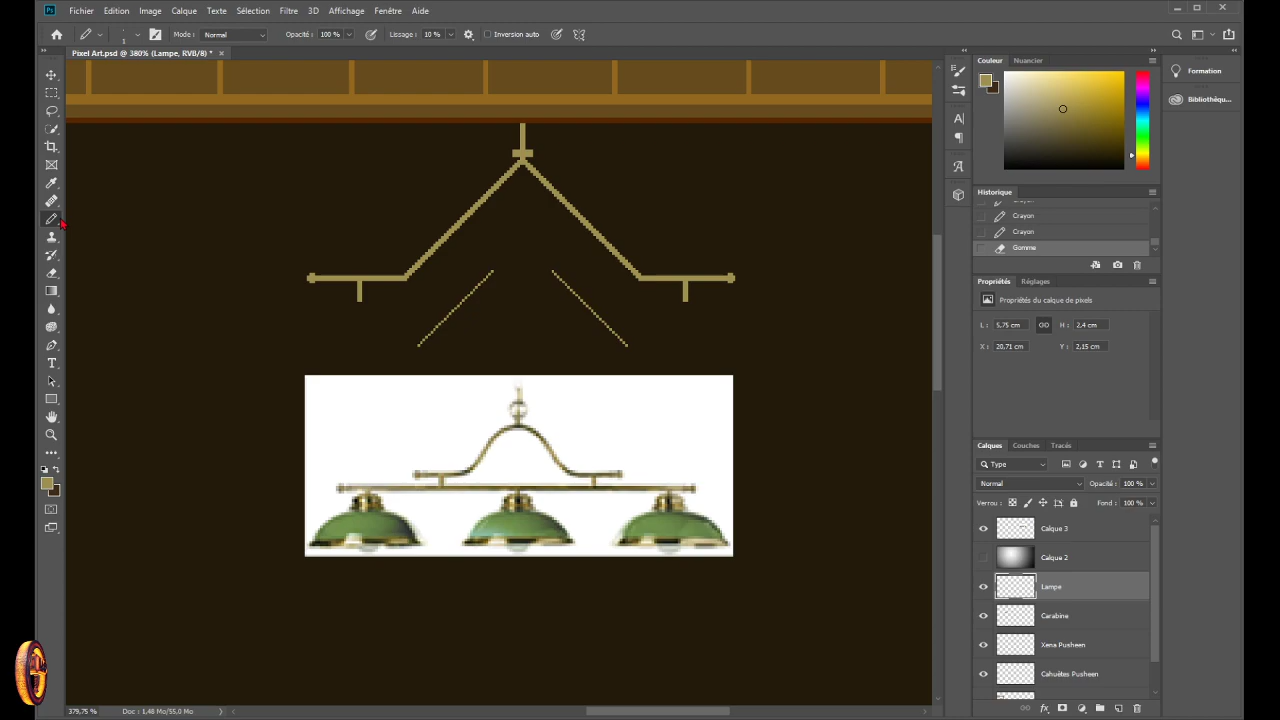 Fichier Edition Image Calque Texte Sélection Filtre 3D Affichage Fenêtre Aide
1 Mode : Normal Opacité : 100 % Lissage : 10 % Inversion auto
Pixel Art.psd @ 380% (Lampe, RVB/8) *
Couleur Nuancier
Formation
Bibliothèqu...
Historique
Crayon
Crayon
Gomme
Propriétés Réglages
Propriétés du calque de pixels
L : 5,75 cm H : 2,4 cm
X : 20,71 cm Y : 2,15 cm
Calques Couches Tracés
Type
Normal Opacité : 100 %
Verrou : Fond : 100 %
Calque 3
Calque 2
Lampe
Carabine
Xena Pusheen
Cahuètes Pusheen
379,75 % Doc : 1,48 Mo/55,0 Mo